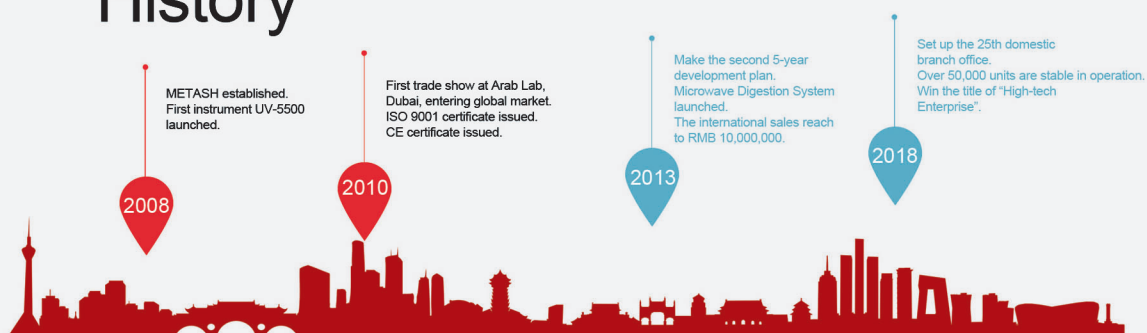 History
METASH established.
First instrument UV-5500
launched.
2008
First trade show at Arab Lab,
Dubai, entering global market.
ISO 9001 certificate issued.
CE certificate issued.
2010
Make the second 5-year
development plan.
Microwave Digestion System
launched.
The international sales reach
to RMB 10,000,000.
2013
Set up the 25th domestic
branch office.
Over 50,000 units are stable in operation.
Win the title of “High-tech
Enterprise”.
2018